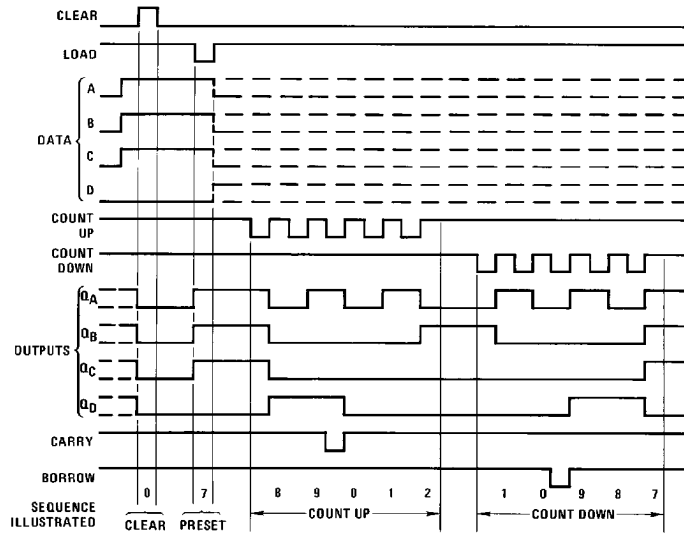 CLEAR
LOAD
A
B
DATA
C
D
COUNT UP
COUNT DOWN
QA
QB
OUTPUTS
QC
QD
CARRY
BORROW
0 7 8 9 0 1 2 1 0 9 8 7
SEQUENCE ILLUSTRATED
CLEAR PRESET COUNT UP COUNT DOWN